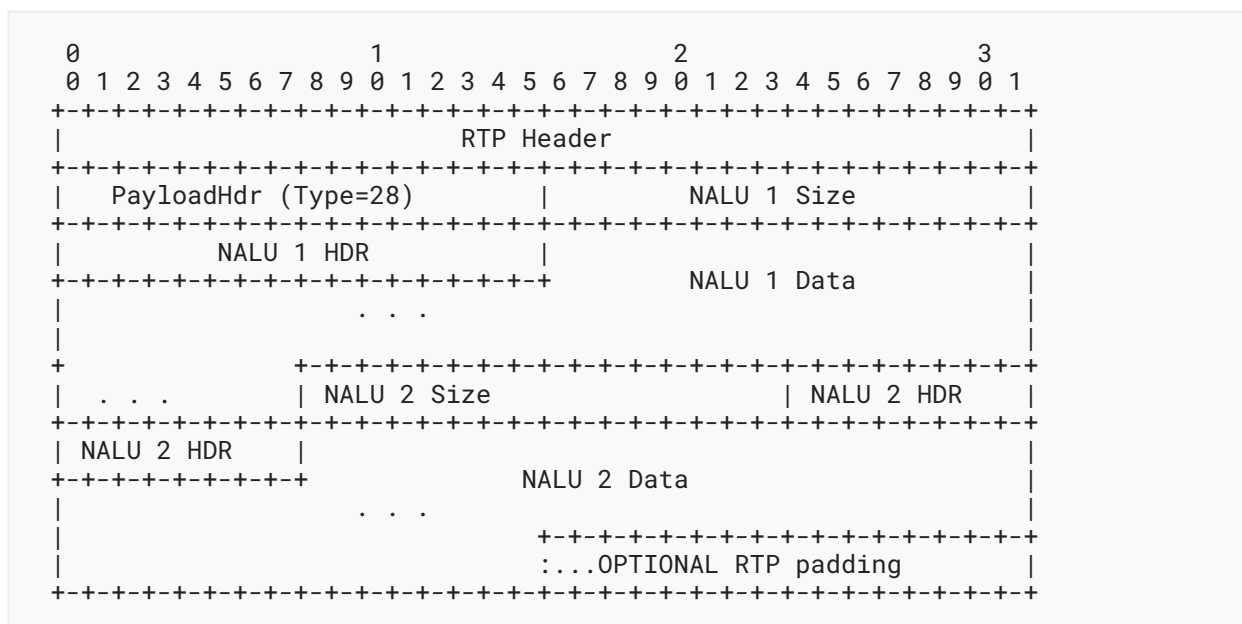 0                   1                   2                   3
 0 1 2 3 4 5 6 7 8 9 0 1 2 3 4 5 6 7 8 9 0 1 2 3 4 5 6 7 8 9 0 1
+-+-+-+-+-+-+-+-+-+-+-+-+-+-+-+-+-+-+-+-+-+-+-+-+-+-+-+-+-+-+-+-+
|                          RTP Header                           |
+-+-+-+-+-+-+-+-+-+-+-+-+-+-+-+-+-+-+-+-+-+-+-+-+-+-+-+-+-+-+-+-+
|   PayloadHdr (Type=28)        |         NALU 1 Size           |
+-+-+-+-+-+-+-+-+-+-+-+-+-+-+-+-+-+-+-+-+-+-+-+-+-+-+-+-+-+-+-+-+
|          NALU 1 HDR           |                               |
+-+-+-+-+-+-+-+-+-+-+-+-+-+-+-+-+         NALU 1 Data           |
|                   . . .                                       |
|                                                               |
+               +-+-+-+-+-+-+-+-+-+-+-+-+-+-+-+-+-+-+-+-+-+-+-+-+
|  . . .        | NALU 2 Size                   | NALU 2 HDR    |
+-+-+-+-+-+-+-+-+-+-+-+-+-+-+-+-+-+-+-+-+-+-+-+-+-+-+-+-+-+-+-+-+
| NALU 2 HDR    |                                               |
+-+-+-+-+-+-+-+-+              NALU 2 Data                      |
|                   . . .                                       |
|                               +-+-+-+-+-+-+-+-+-+-+-+-+-+-+-+-+
|                               :...OPTIONAL RTP padding        |
+-+-+-+-+-+-+-+-+-+-+-+-+-+-+-+-+-+-+-+-+-+-+-+-+-+-+-+-+-+-+-+-+